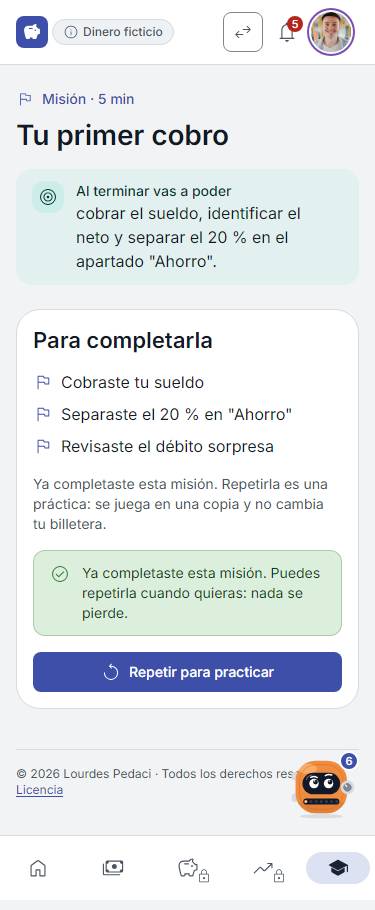 Dinero ficticio
5
Misión · 5 min
Tu primer cobro
Al terminar vas a poder
cobrar el sueldo, identificar el
neto y separar el 20 % en el
apartado "Ahorro".
Para completarla
Cobraste tu sueldo
Separaste el 20 % en "Ahorro"
Revisaste el débito sorpresa
Ya completaste esta misión. Repetirla es una
práctica: se juega en una copia y no cambia
tu billetera.
Ya completaste esta misión. Puedes
repetirla cuando quieras: nada se
pierde.
Repetir para practicar
6
© 2026 Lourdes Pedaci · Todos los derechos
Licencia